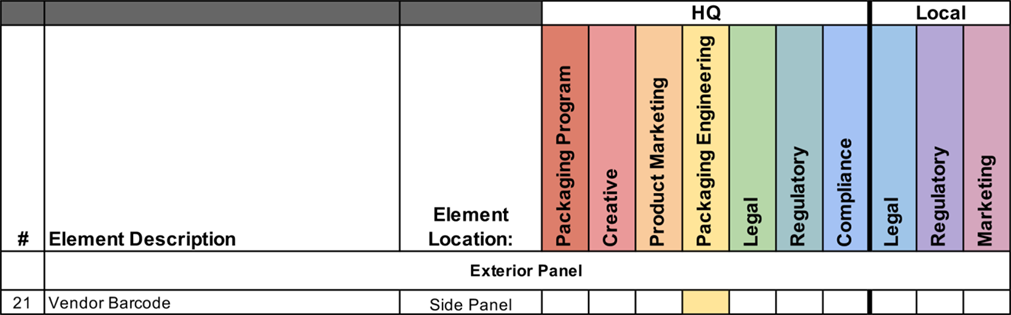 HQ Local
Packaging Program
Creative
Product Marketing
Packaging Engineering
Legal
Regulatory
Compliance
Legal
Regulatory
Marketing
# Element Description Element Location:
Exterior Panel
21 Vendor Barcode Side Panel